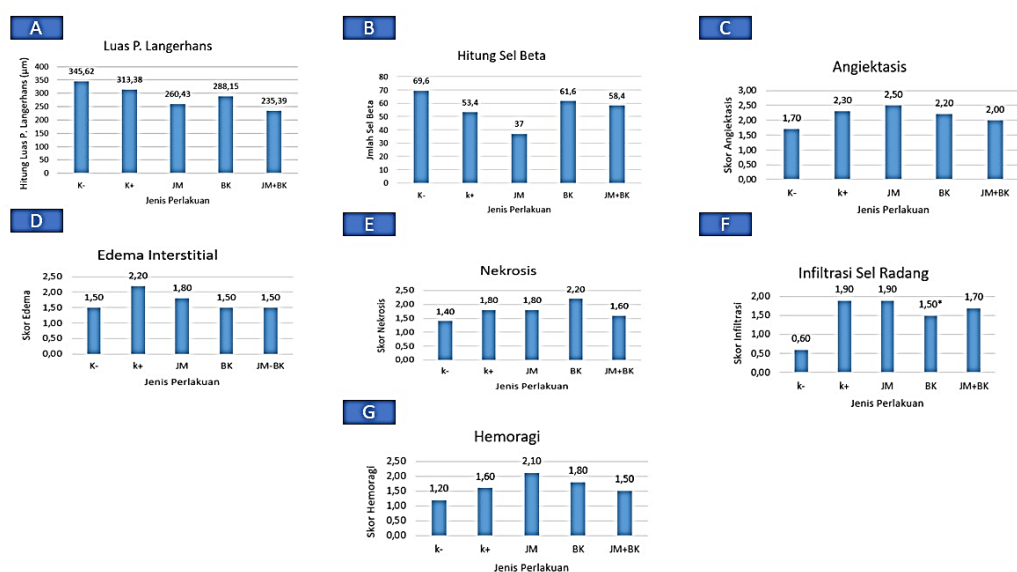 A
Luas P. Langerhans
Hitung Luas P. Langerhans (µm)
400
350
300
250
200
150
100
50
0
345,62
313,38
260,43
288,15
235,39
K- K+ JM BK JM+BK
Jenis Perlakuan
B
Hitung Sel Beta
Jmlah Sel Beta
80
70
60
50
40
30
20
10
0
69,6
53,4
37
61,6
58,4
K- k+ JM BK JM+BK
Jenis Perlakuan
C
Angiektasis
Skor Angiektasis
3,00
2,50
2,00
1,50
1,00
0,50
0,00
1,70
2,30
2,50
2,20
2,00
K- k+ JM BK JM+BK
Jenis Perlakuan
D
Edema Interstitial
Skor Edema
2,50
2,00
1,50
1,00
0,50
0,00
1,50
2,20
1,80
1,50
1,50
K- k+ JM BK JM-BK
Jenis Perlakuan
E
Nekrosis
Skor Nekrosis
2,50
2,00
1,50
1,00
0,50
0,00
1,40
1,80
1,80
2,20
1,60
k- k+ JM BK JM+BK
Jenis Perlakuan
F
Infiltrasi Sel Radang
Skor Infiltrasi
2,00
1,50
1,00
0,50
0,00
0,60
1,90
1,90
1,50*
1,70
k- k+ JM BK JM+BK
Jenis Perlakuan
G
Hemoragi
Skor Hemoragi
2,50
2,00
1,50
1,00
0,50
0,00
1,20
1,60
2,10
1,80
1,50
k- k+ JM BK JM+BK
Jenis Perlakuan